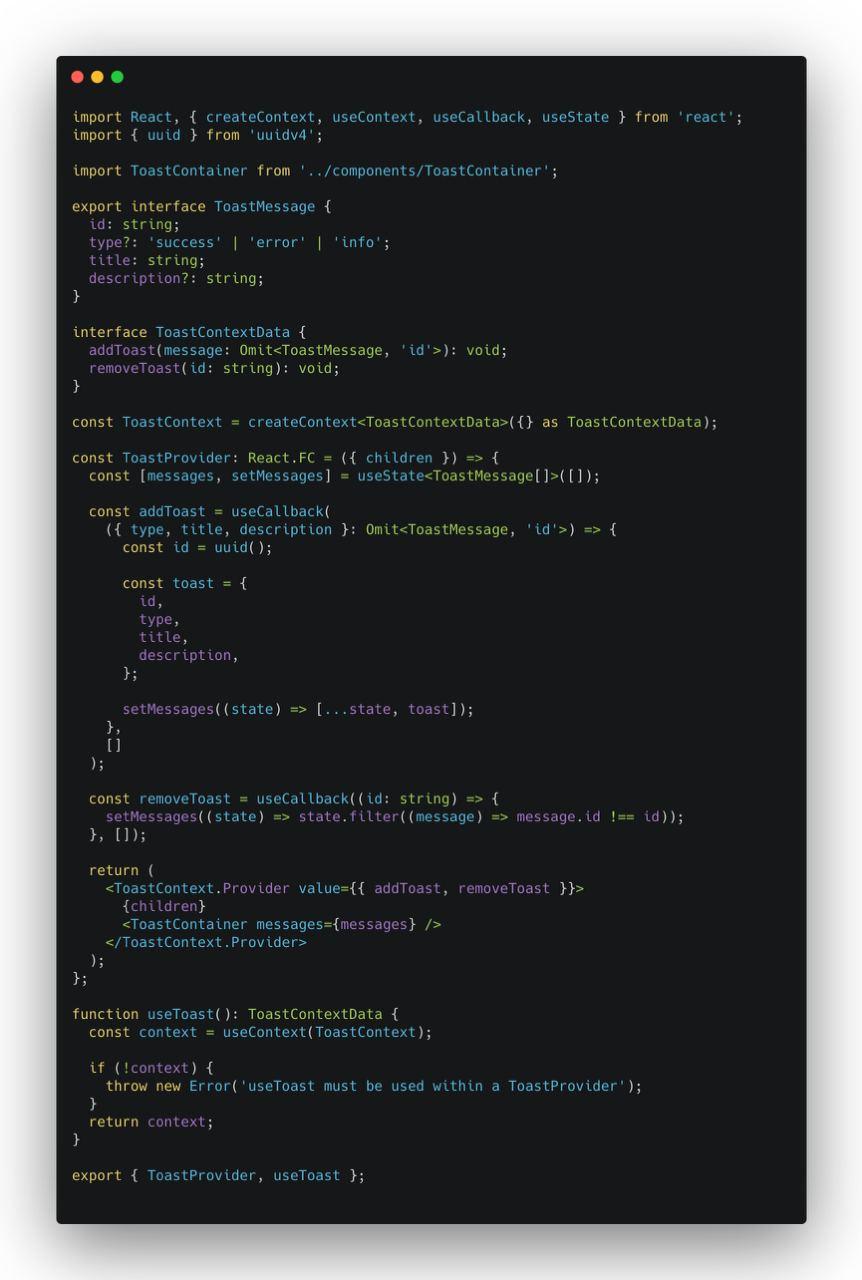 import React, { createContext, useContext, useCallback, useState } from 'react';
import { uuid } from 'uuidv4';

import ToastContainer from '../components/ToastContainer';

export interface ToastMessage {
  id: string;
  type?: 'success' | 'error' | 'info';
  title: string;
  description?: string;
}

interface ToastContextData {
  addToast(message: Omit<ToastMessage, 'id'>): void;
  removeToast(id: string): void;
}

const ToastContext = createContext<ToastContextData>({} as ToastContextData);

const ToastProvider: React.FC = ({ children }) => {
  const [messages, setMessages] = useState<ToastMessage[]>([]);

  const addToast = useCallback(
    ({ type, title, description }: Omit<ToastMessage, 'id'>) => {
      const id = uuid();

      const toast = {
        id,
        type,
        title,
        description,
      };

      setMessages((state) => [...state, toast]);
    },
    []
  );

  const removeToast = useCallback((id: string) => {
    setMessages((state) => state.filter((message) => message.id !== id));
  }, []);

  return (
    <ToastContext.Provider value={{ addToast, removeToast }}>
      {children}
      <ToastContainer messages={messages} />
    </ToastContext.Provider>
  );
};

function useToast(): ToastContextData {
  const context = useContext(ToastContext);

  if (!context) {
    throw new Error('useToast must be used within a ToastProvider');
  }
  return context;
}

export { ToastProvider, useToast };